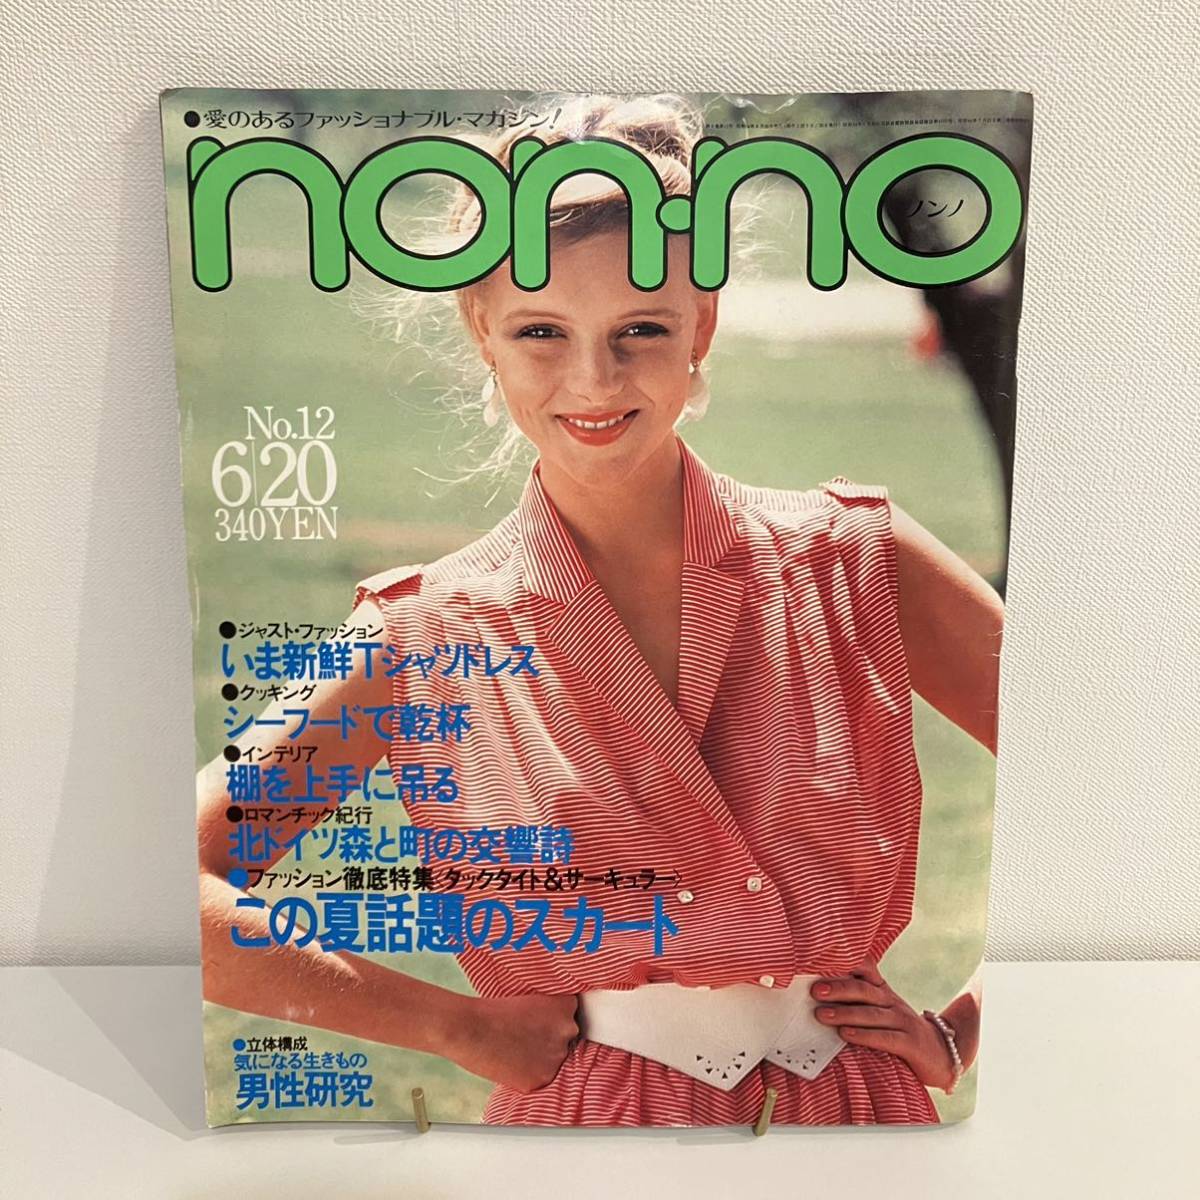 ●愛のあるファッショナブル・マガジン!
non·no
ノンノ
No.12
6|20
340YEN
●ジャスト・ファッション
いま新鮮Tシャツドレス
●クッキング
シーフードで乾杯
●インテリア
棚を上手に吊る
●ロマンチック紀行
北ドイツ森と町の交響詩
●ファッション徹底特集〈タックタイト&サーキュラー〉
この夏話題のスカート
●立体構成
気になる生きもの
男性研究